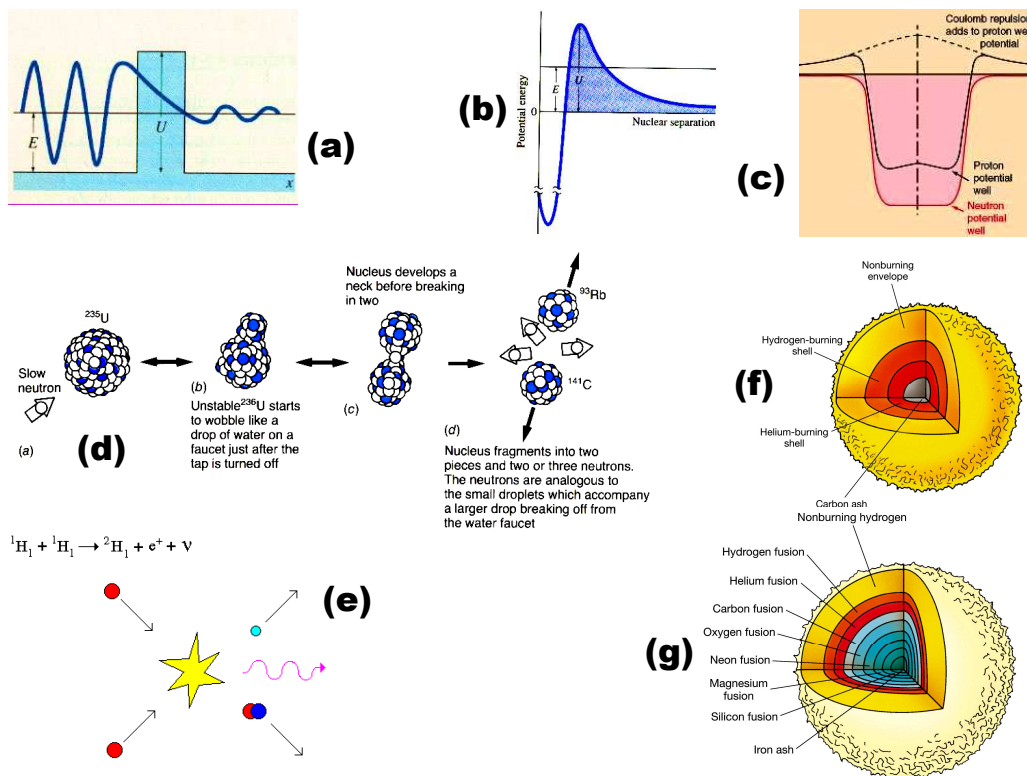 E
U
x
(a)
Potential energy
0
E
U
Nuclear separation
(b)
Coulomb repulsion
adds to proton well
potential
Proton
potential
well
Neutron
potential
well
(c)
Slow
neutron
(a)
²³⁵U
(d)
(b)
Unstable ²³⁶U starts
to wobble like a
drop of water on a
faucet just after the
tap is turned off
Nucleus develops a
neck before breaking
in two
(c)
⁹³Rb
¹⁴¹C
(d)
Nucleus fragments into two
pieces and two or three neutrons.
The neutrons are analogous to
the small droplets which accompany
a larger drop breaking off from
the water faucet
¹H₁ + ¹H₁ → ²H₁ + e⁺ + ν
(e)
Nonburning
envelope
Hydrogen-burning
shell
(f)
Helium-burning
shell
Carbon ash
Nonburning hydrogen
Hydrogen fusion
Helium fusion
Carbon fusion
Oxygen fusion
(g)
Neon fusion
Magnesium
fusion
Silicon fusion
Iron ash